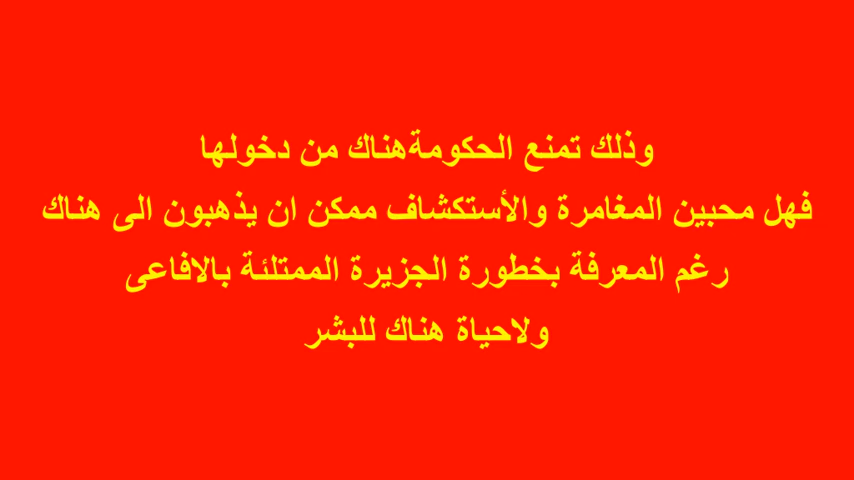 وذلك تمنع الحكومةهناك من دخولها
فهل محبين المغامرة والأستكشاف ممكن ان يذهبون الى هناك
رغم المعرفة بخطورة الجزيرة الممتلئة بالافاعى
ولاحياة هناك للبشر